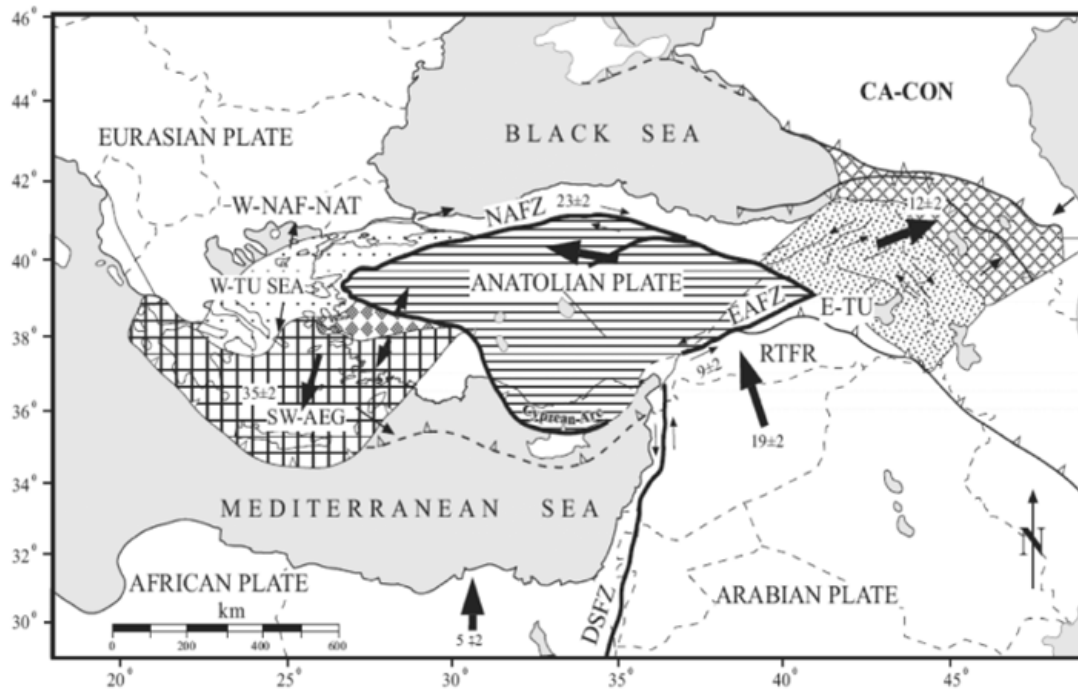 46°
44°
42°
40°
38°
36°
34°
32°
30°
CA-CON
BLACK SEA
EURASIAN PLATE
W-NAF-NAT
NAFZ
23±2
12±2
W-TU SEA
ANATOLIAN PLATE
EAFZ
E-TU
RTFR
9±2
35±2
SW-AEG
Cyprean-Arc
19±2
MEDITERRANEAN SEA
N
AFRICAN PLATE
ARABIAN PLATE
DSFZ
km
0 200 400 600
5±2
20° 25° 30° 35° 40° 45°